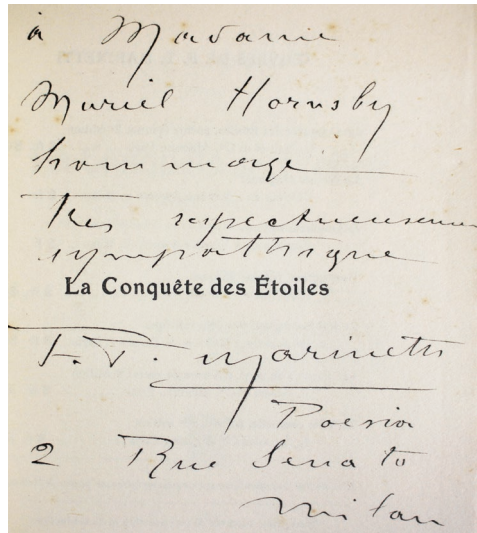 à Madame
Muriel Hornsby
hommage
très respectueusement
sympathique
La Conquête des Étoiles
F. T. Marinetti
Poesia
2 Rue Senato
Milan